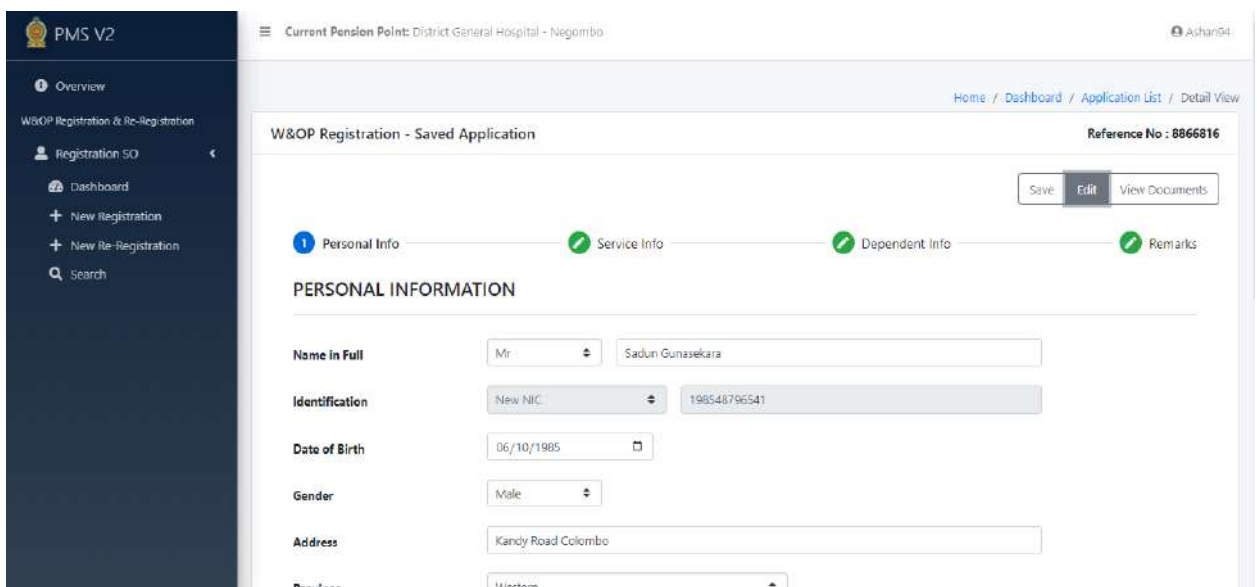 PMS V2
Current Pension Point: District General Hospital - Negombo
Ashan94
Overview
W&OP Registration & Re-Registration
Registration SO
Dashboard
New Registration
New Re-Registration
Search
Home / Dashboard / Application List / Detail View
W&OP Registration - Saved Application
Reference No : 8866816
Save Edit View Documents
1 Personal Info Service Info Dependent Info Remarks
PERSONAL INFORMATION
Name in Full Mr Sadun Gunasekara
Identification New NIC 198548796541
Date of Birth 06/10/1985
Gender Male
Address Kandy Road Colombo
Province Western